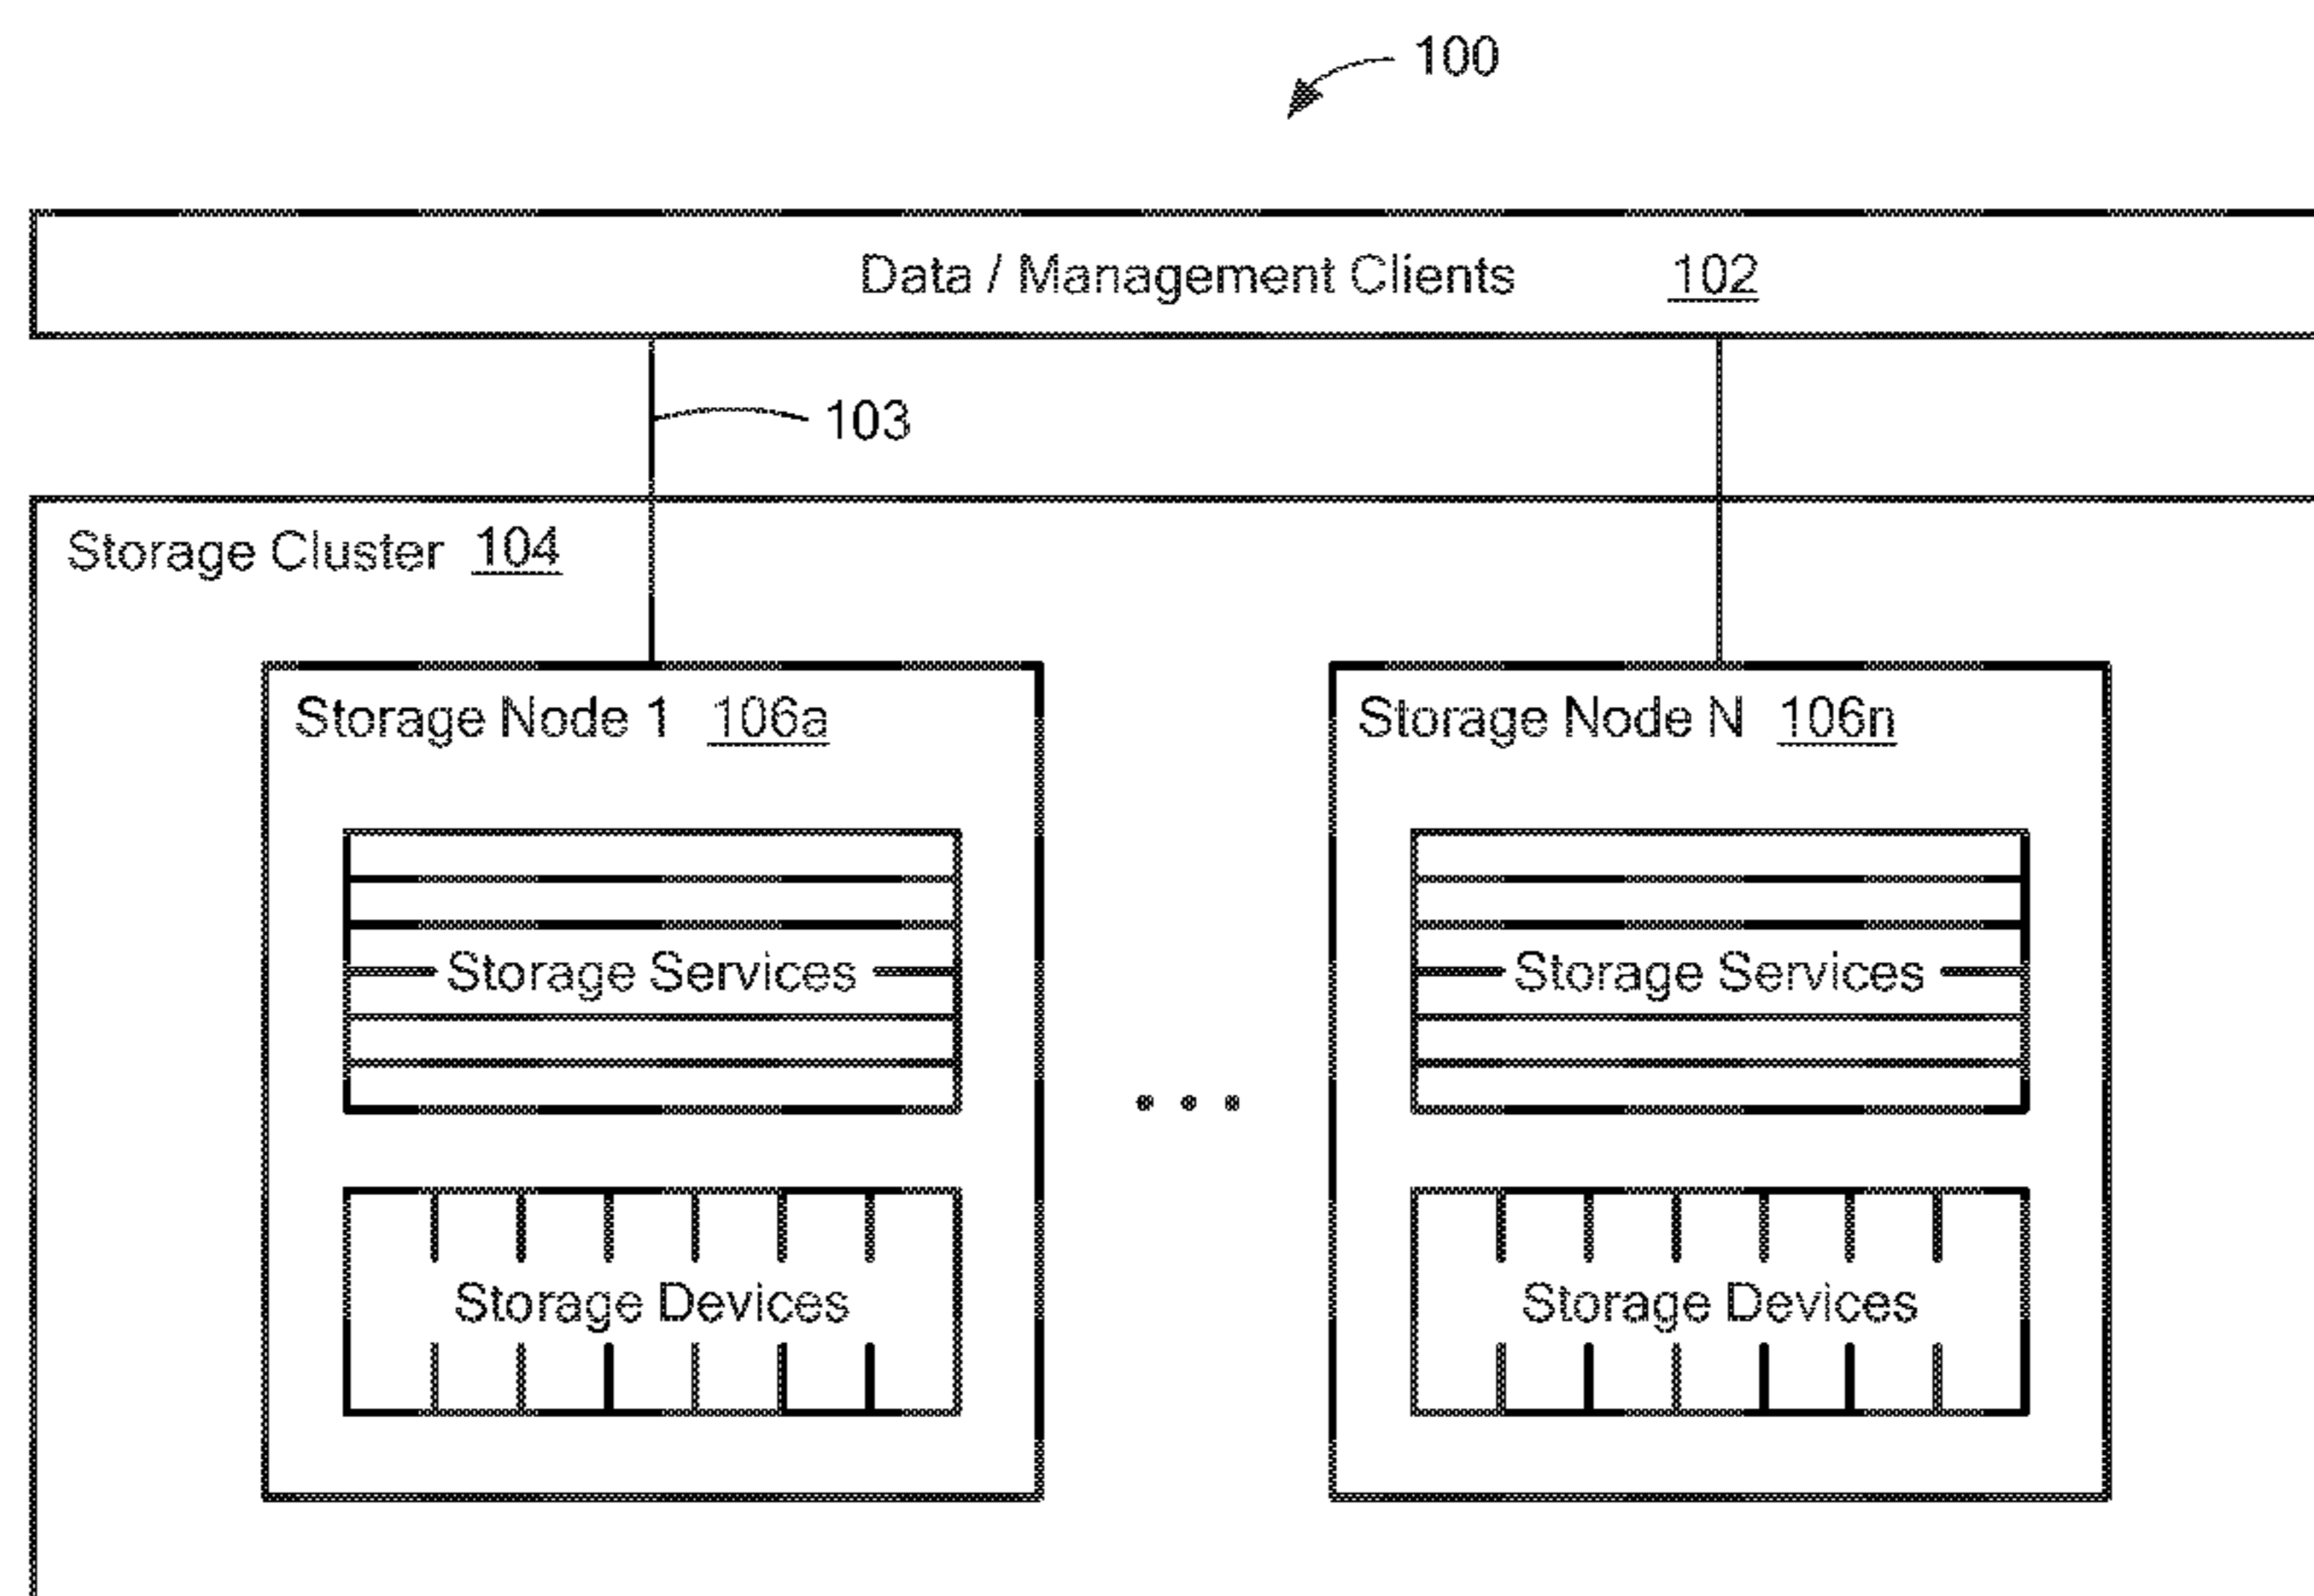 100
Data / Management Clients 102
103
Storage Cluster 104
Storage Node 1 106a
Storage Node N 106n
Storage Services
Storage Services
Storage Devices
Storage Devices